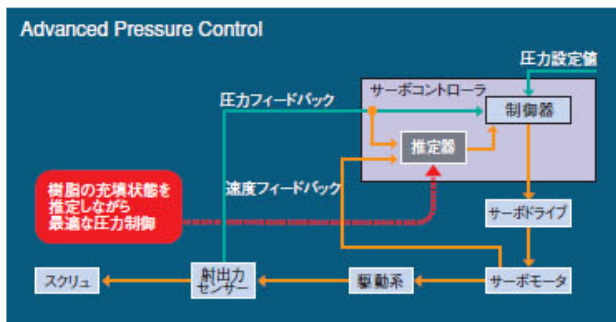 Advanced Pressure Control
圧力設定値
サーボコントローラ
圧力フィードバック
制御器
推定器
樹脂の充填状態を
推定しながら
最適な圧力制御
速度フィードバック
サーボドライブ
スクリュ
射出力
センサー
駆動系
サーボモータ